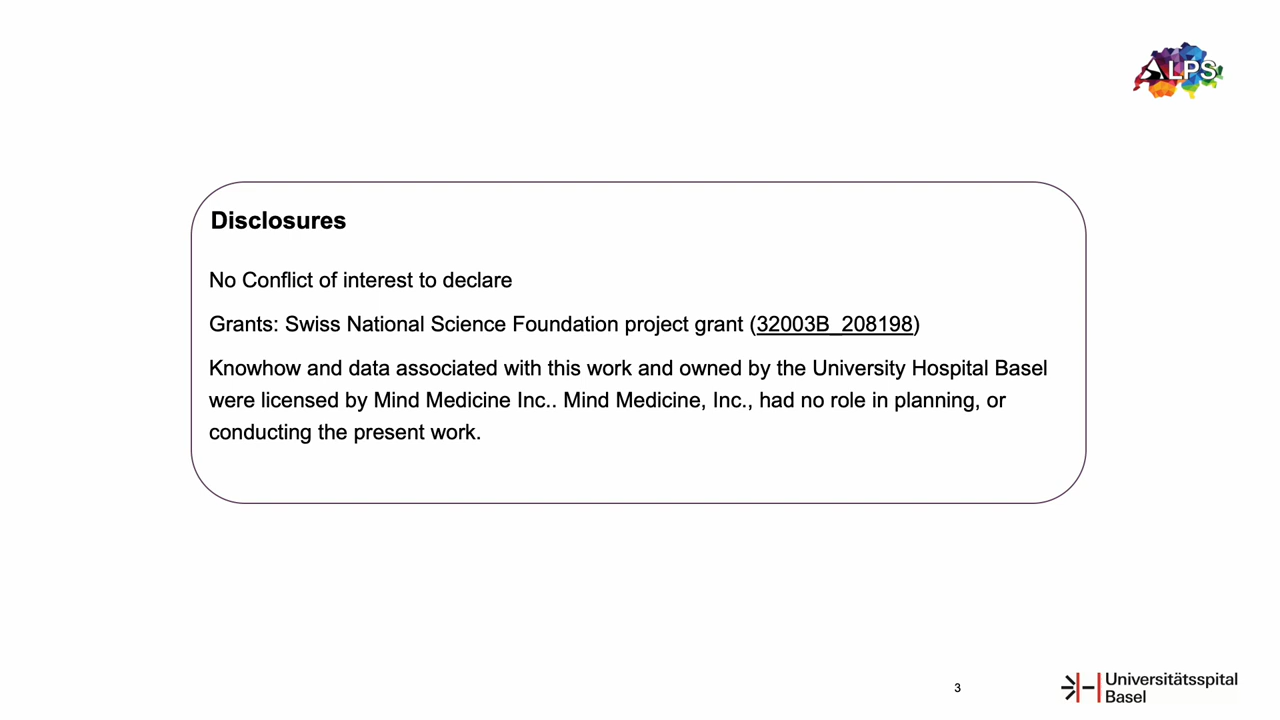 ALPS
Disclosures
No Conflict of interest to declare
Grants: Swiss National Science Foundation project grant (32003B_208198)
Knowhow and data associated with this work and owned by the University Hospital Basel
were licensed by Mind Medicine Inc.. Mind Medicine, Inc., had no role in planning, or
conducting the present work.
3
Universitätsspital
Basel